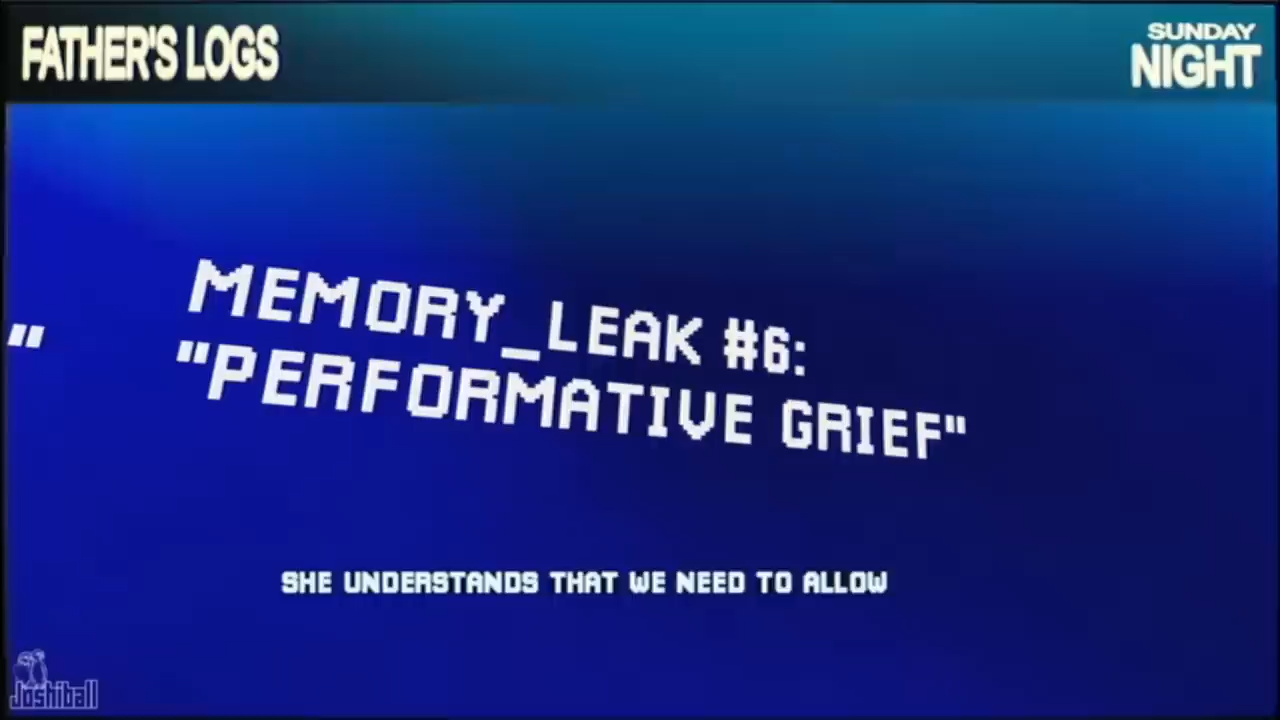 FATHER'S LOGS
SUNDAY
NIGHT
MEMORY_LEAK #6:
"
"PERFORMATIVE GRIEF"
SHE UNDERSTANDS THAT WE NEED TO ALLOW
Joshiball